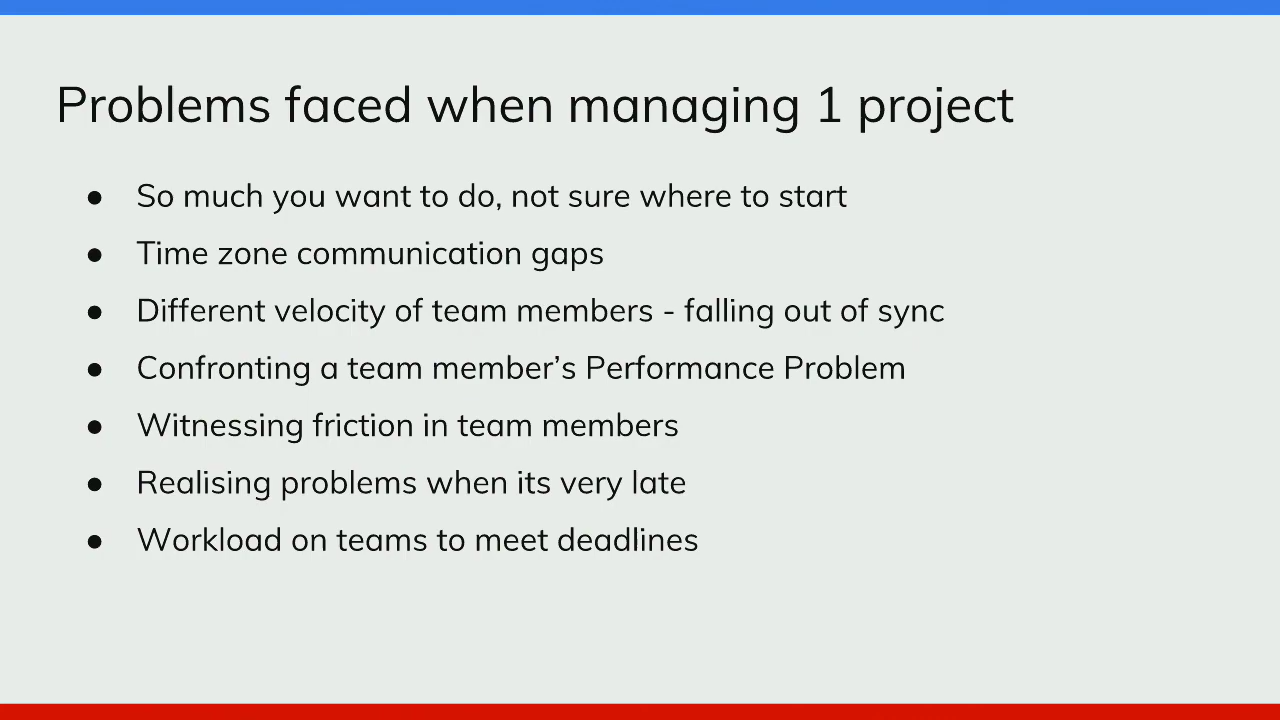 Problems faced when managing 1 project
● So much you want to do, not sure where to start
● Time zone communication gaps
● Different velocity of team members - falling out of sync
● Confronting a team member’s Performance Problem
● Witnessing friction in team members
● Realising problems when its very late
● Workload on teams to meet deadlines